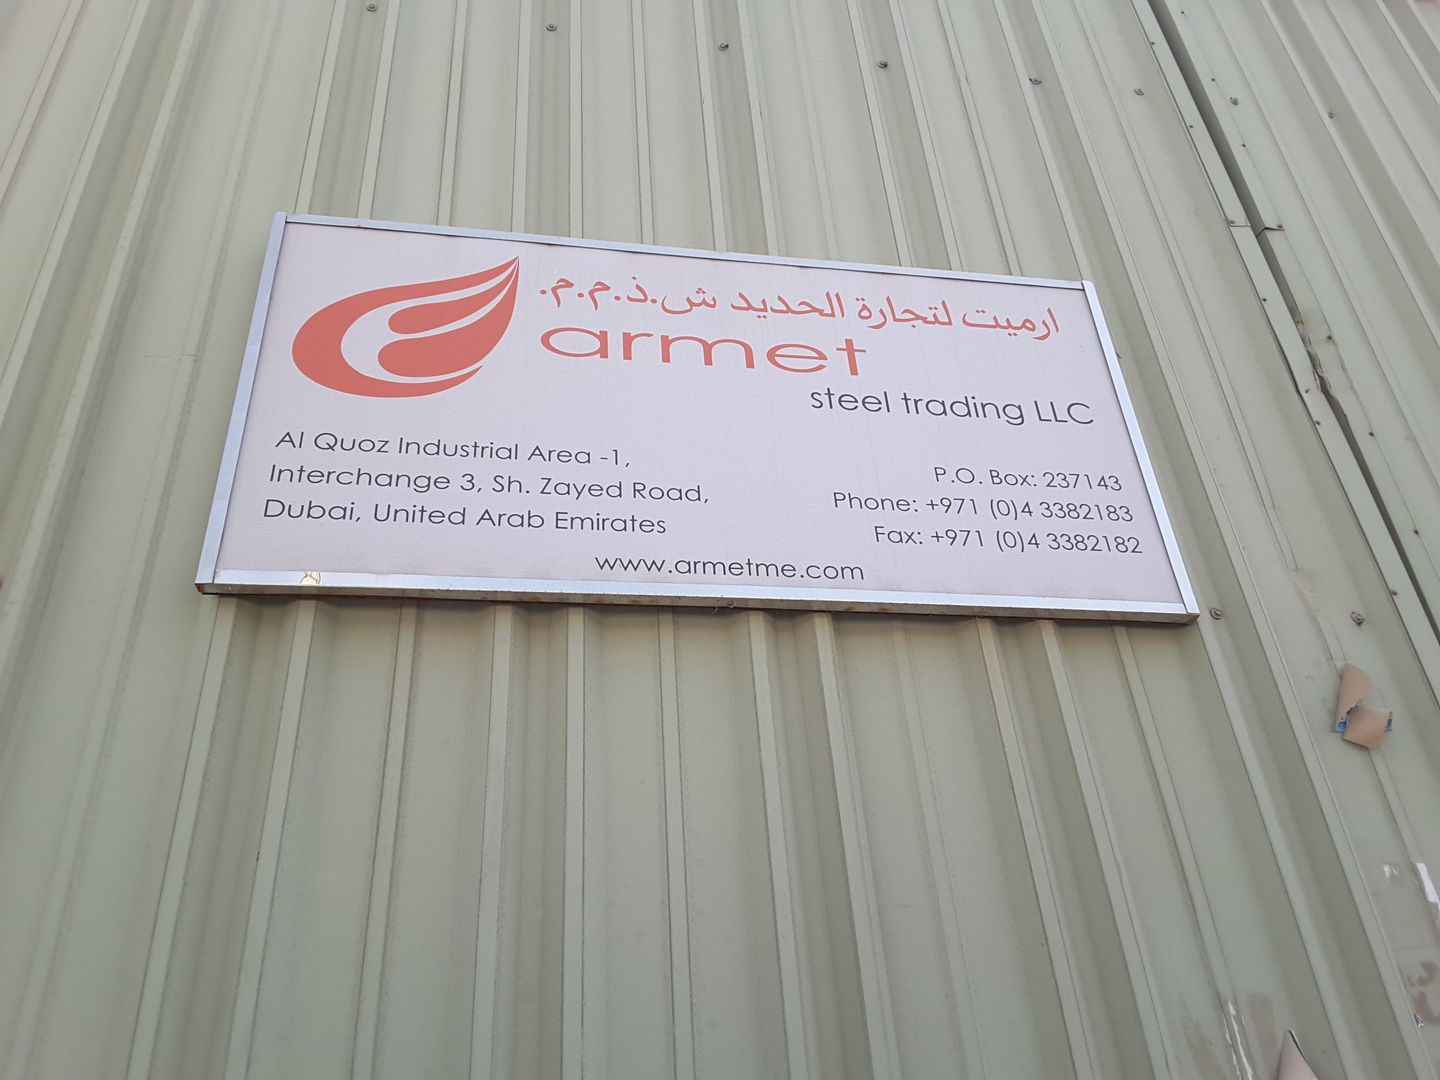 ارميت لتجارة الحديد ش.ذ.م.م.
armet
steel trading LLC
Al Quoz Industrial Area -1,
Interchange 3, Sh. Zayed Road,
Dubai, United Arab Emirates
P.O. Box: 237143
Phone: +971 (0)4 3382183
Fax: +971 (0)4 3382182
www.armetme.com